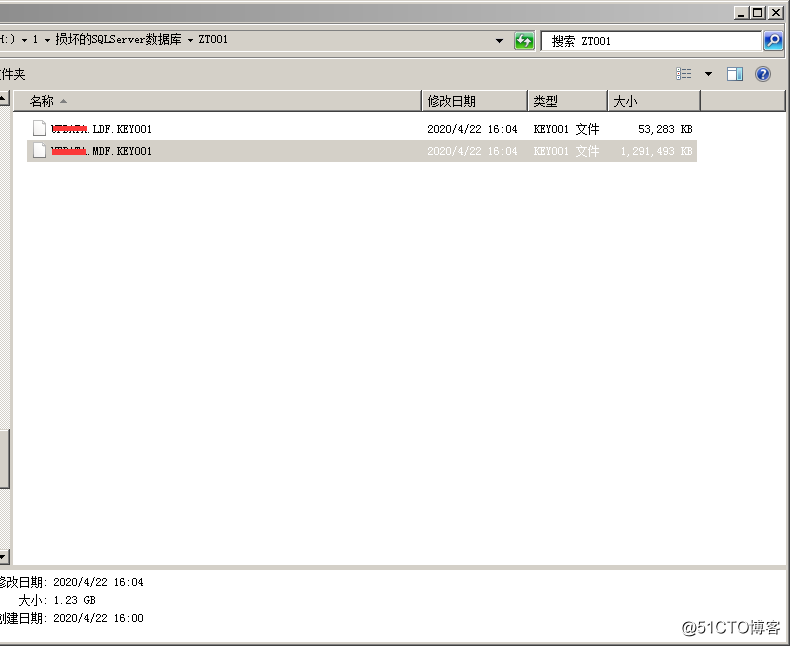 H:) 1 损坏的SQLServer数据库 ZT001 搜索 ZT001
文件夹
名称 修改日期 类型 大小
.LDF.KEY001 2020/4/22 16:04 KEY001 文件 53,283 KB
.MDF.KEY001 2020/4/22 16:04 KEY001 文件 1,291,493 KB
修改日期: 2020/4/22 16:04
大小: 1.23 GB
创建日期: 2020/4/22 16:00
@51CTO博客